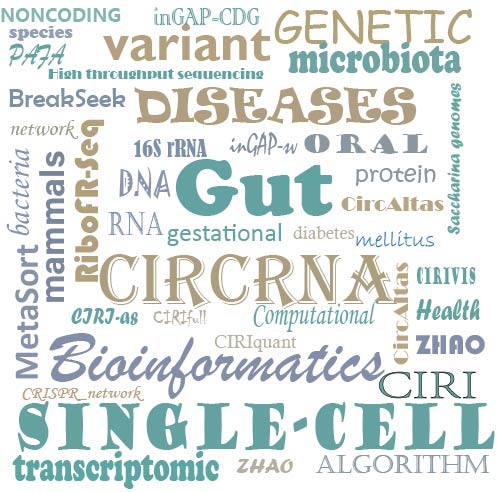 NONCODING
inGAP-CDG
GENETIC
species
variant
PAFA
microbiota
High throughput sequencing
BreakSeek
DISEASES
Saccharina genomes
network
RiboFR-Seq
16S rRNA
inGAP-w
ORAL
bacteria
mammals
DNA
Gut
protein
CircAltas
RNA
gestational
diabetes
mellitus
MetaSort
CIRCRNA
CircAltas
CIRIVIS
CIRI-as
CIRIfull
Computational
Health
CIRIquant
ZHAO
Bioinformatics
CIRI
CRISPR network
SINGLE-CELL
transcriptomic
ZHAO
ALGORITHM